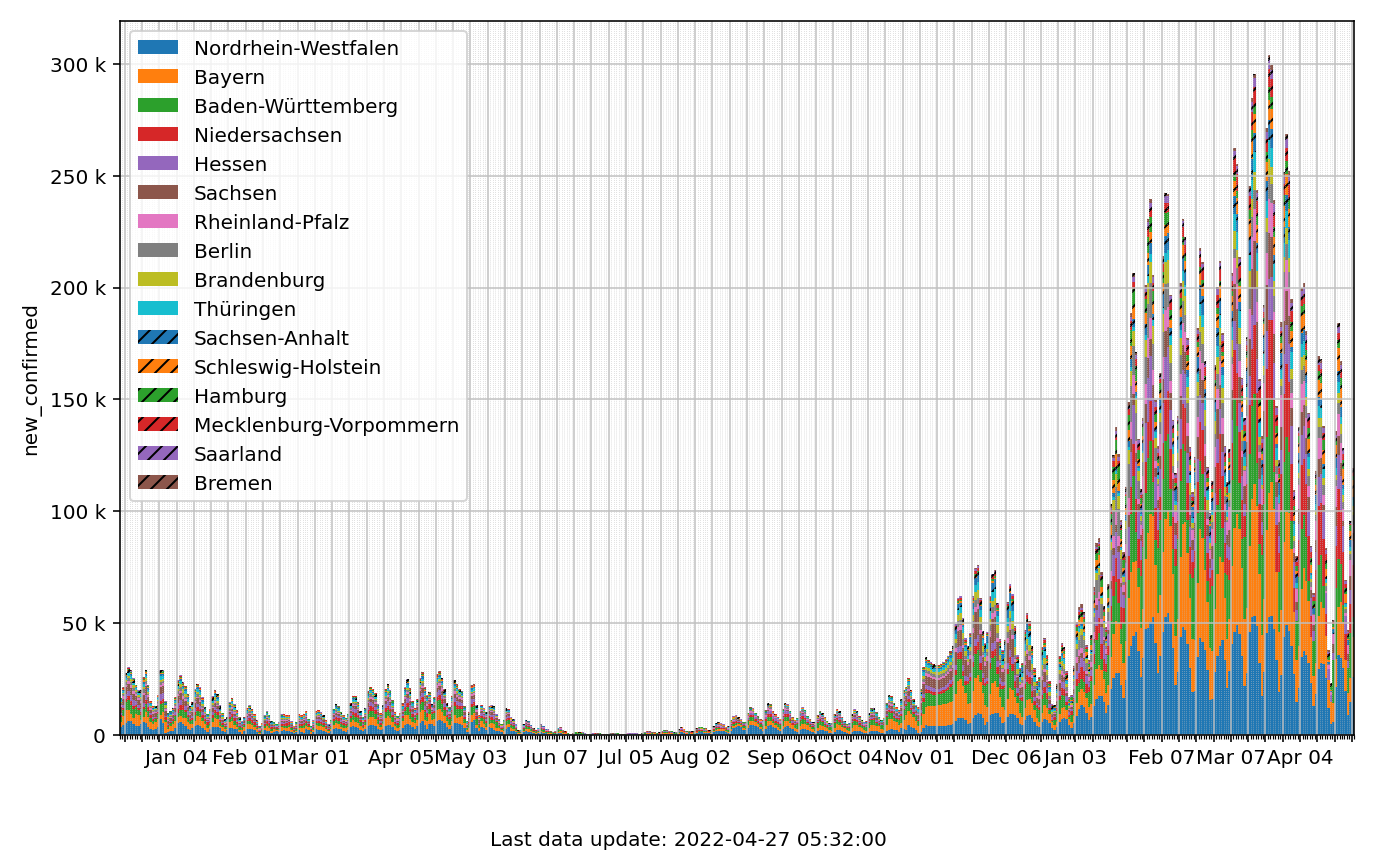 300 k
250 k
200 k
150 k
100 k
50 k
0
new_confirmed
Nordrhein-Westfalen
Bayern
Baden-Württemberg
Niedersachsen
Hessen
Sachsen
Rheinland-Pfalz
Berlin
Brandenburg
Thüringen
Sachsen-Anhalt
Schleswig-Holstein
Hamburg
Mecklenburg-Vorpommern
Saarland
Bremen
Jan 04 Feb 01 Mar 01 Apr 05 May 03 Jun 07 Jul 05 Aug 02 Sep 06 Oct 04 Nov 01 Dec 06 Jan 03 Feb 07 Mar 07 Apr 04
Last data update: 2022-04-27 05:32:00